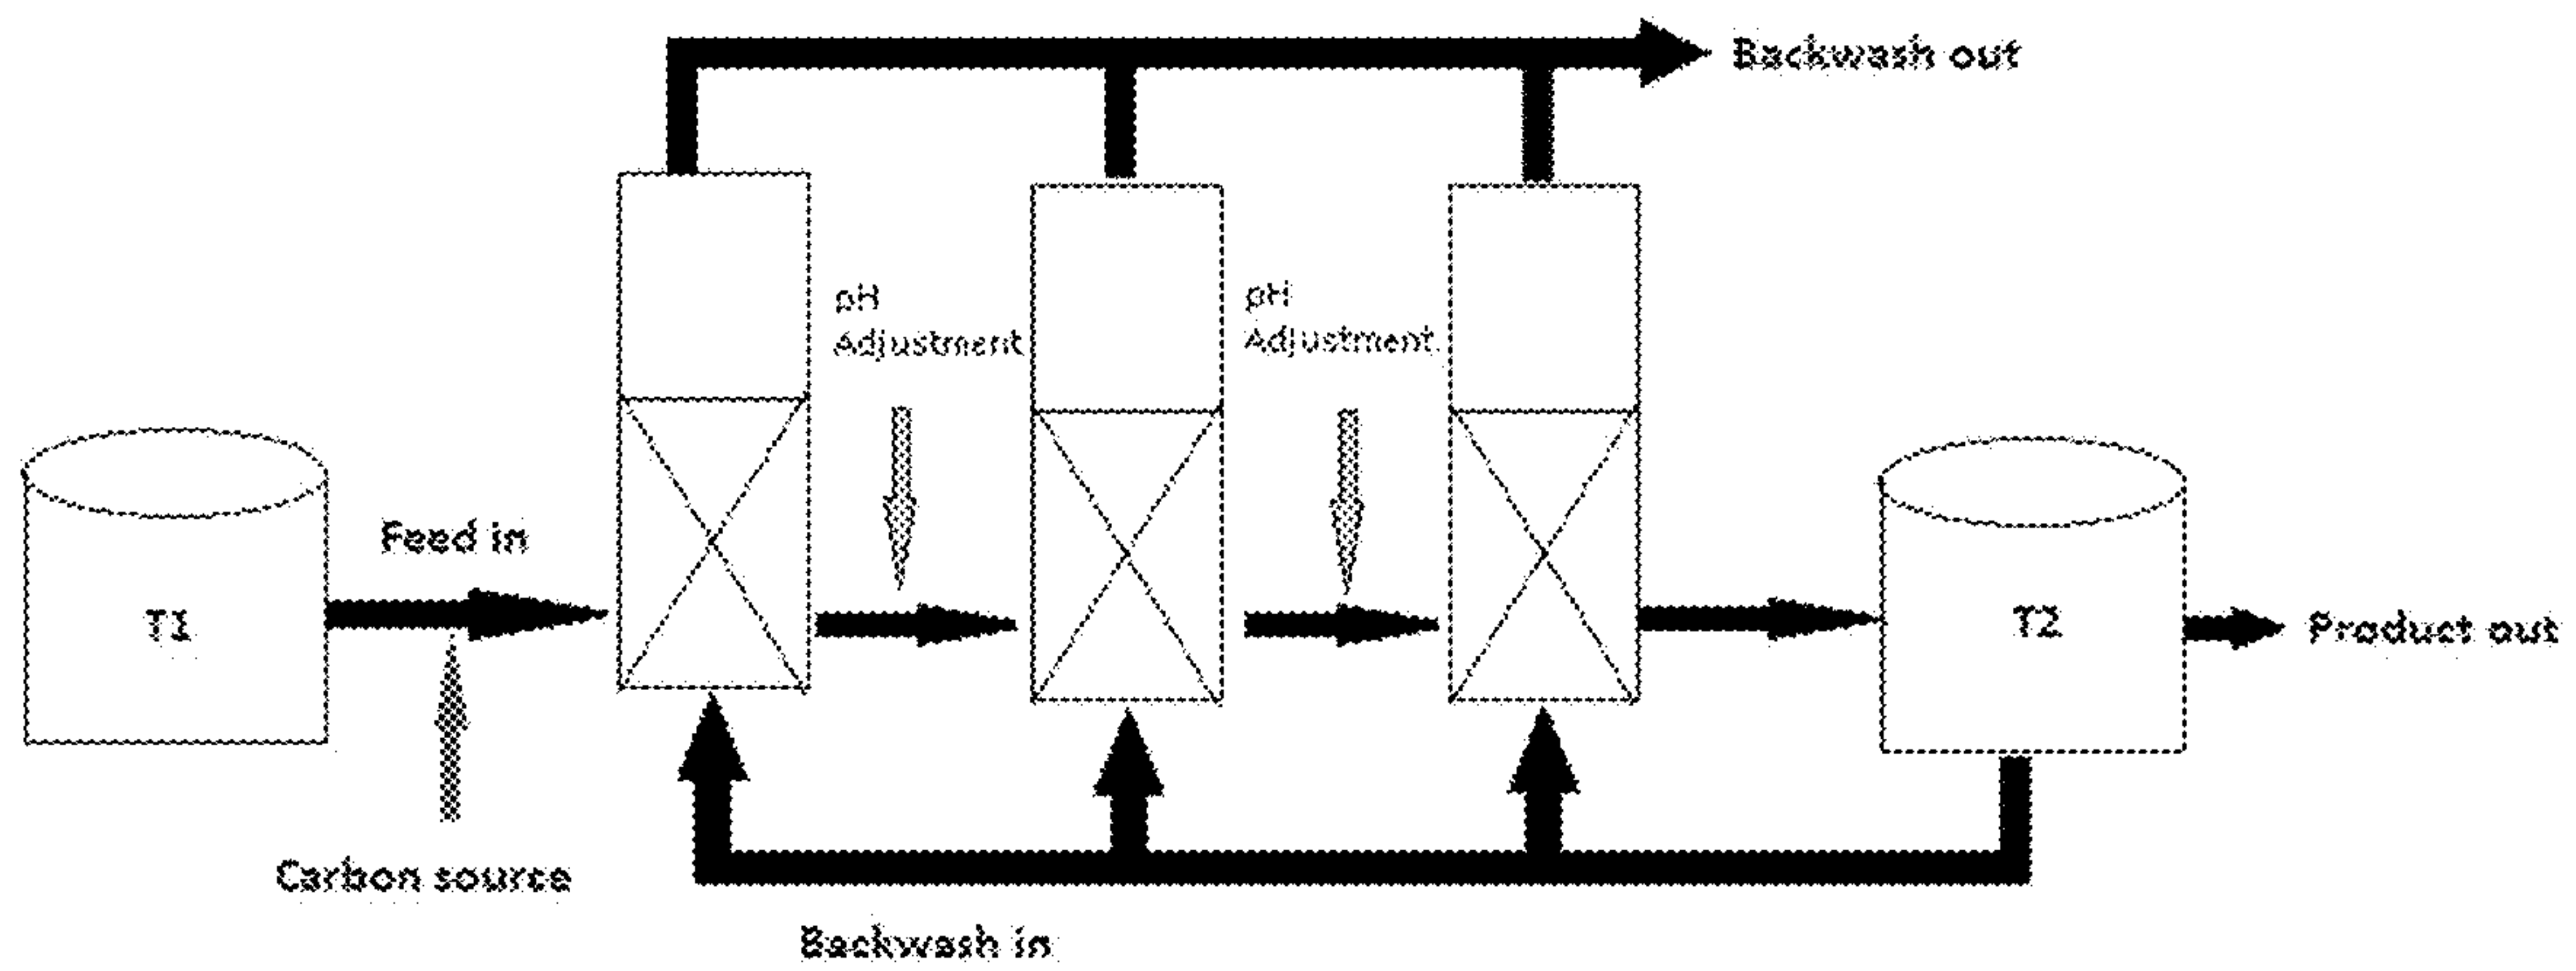 Backwash out
pH
Adjustment
pH
Adjustment
Feed in
T1
T2
Product out
Carbon source
Backwash in